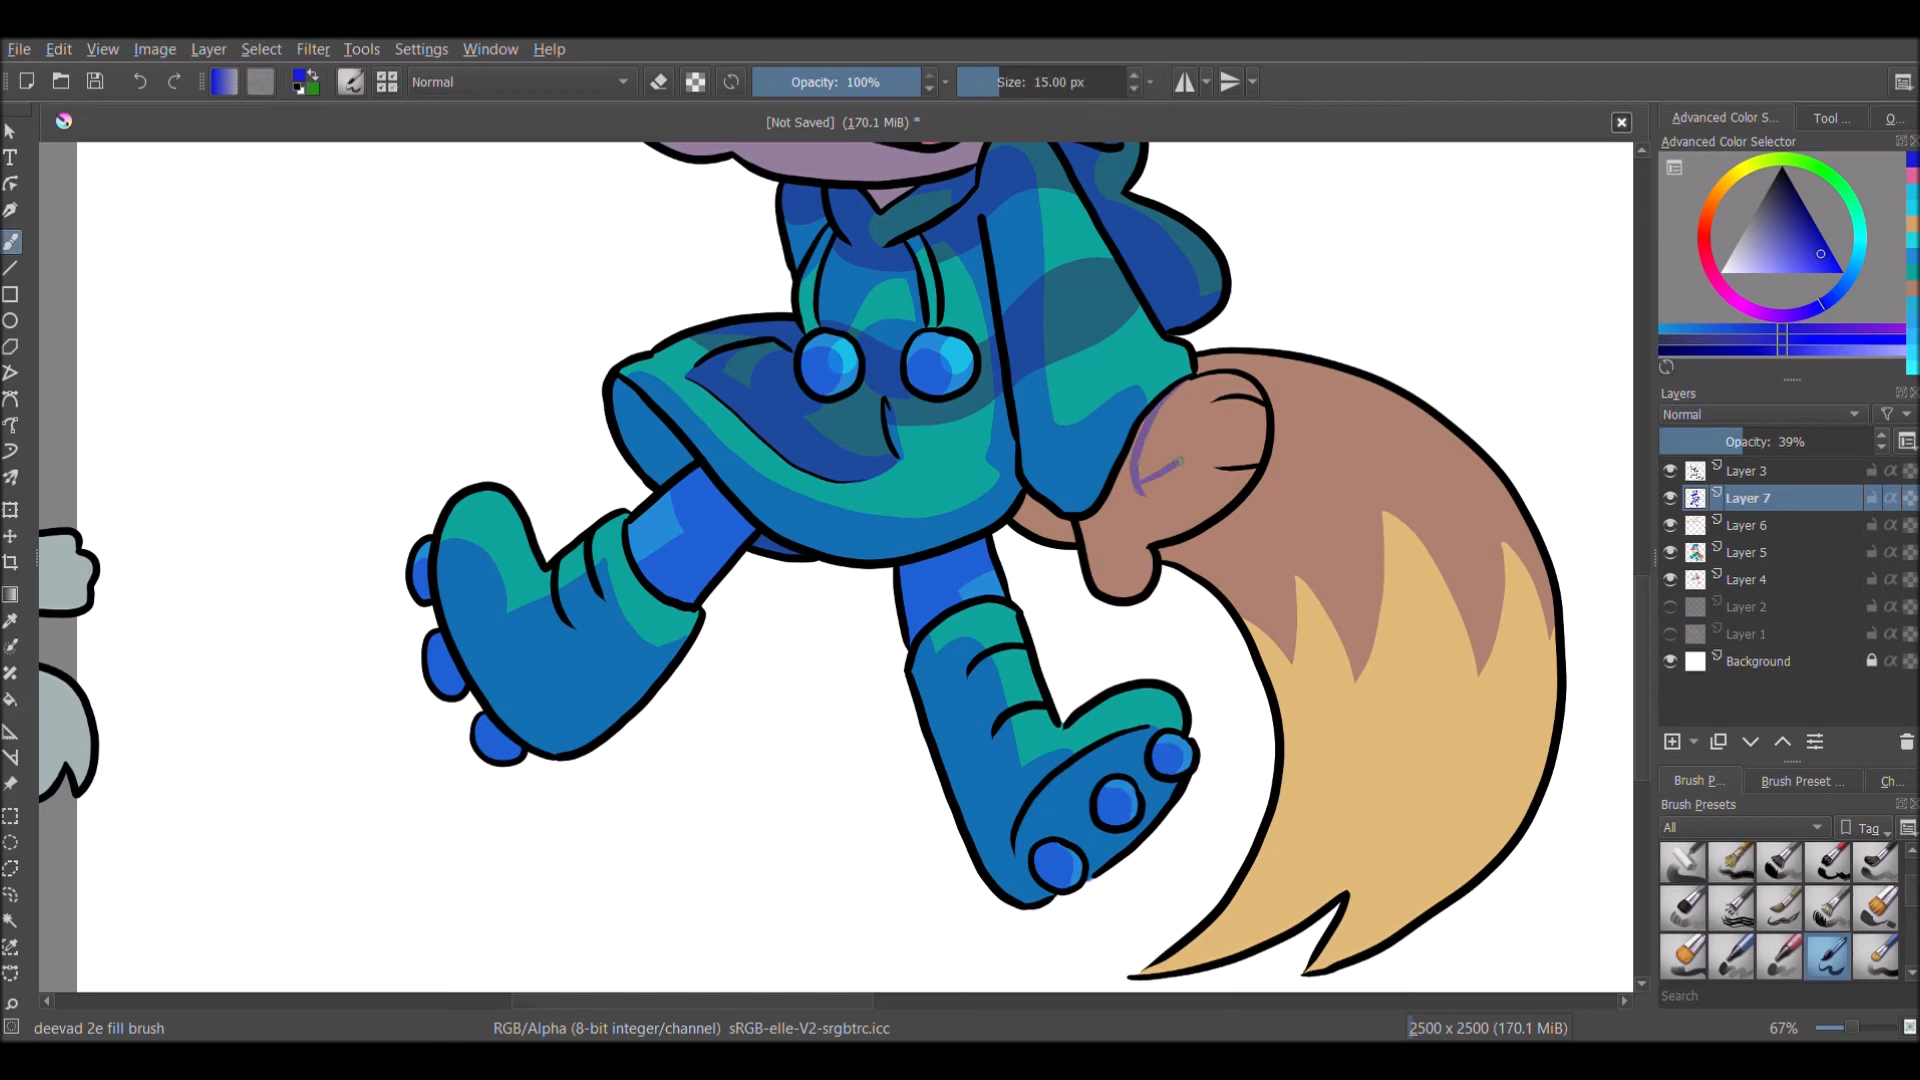 File Edit View Image Layer Select Filter Tools Settings Window Help
Normal Opacity: 100% Size: 15.00 px
[Not Saved] (170.1 MiB) *
Advanced Color S... Tool ... O...
Advanced Color Selector
Layers
Normal
Opacity: 39%
Layer 3
Layer 7
Layer 6
Layer 5
Layer 4
Layer 2
Layer 1
Background
Brush P... Brush Preset ... Ch...
Brush Presets
All Tag
Search
deevad 2e fill brush RGB/Alpha (8-bit integer/channel) sRGB-elle-V2-srgbtrc.icc 2500 x 2500 (170.1 MiB) 67%